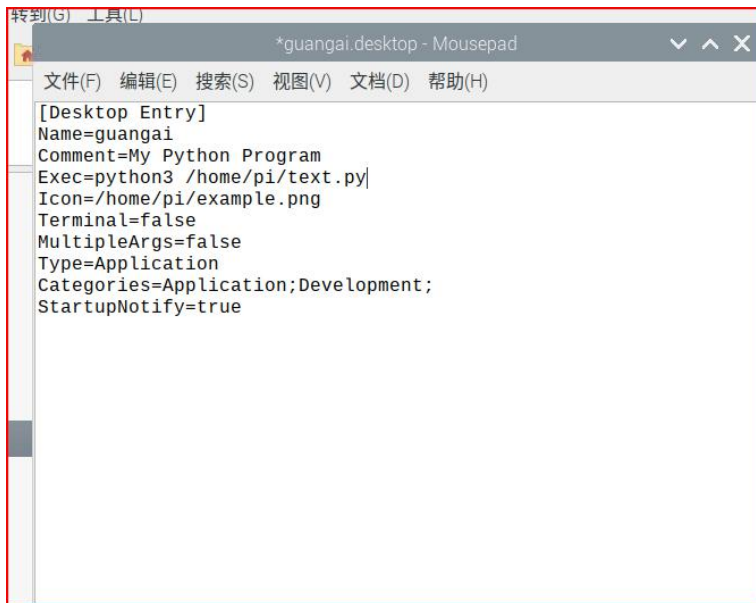 转到(G) 工具(L)
*guangai.desktop - Mousepad
文件(F) 编辑(E) 搜索(S) 视图(V) 文档(D) 帮助(H)
[Desktop Entry]
Name=guangai
Comment=My Python Program
Exec=python3 /home/pi/text.py
Icon=/home/pi/example.png
Terminal=false
MultipleArgs=false
Type=Application
Categories=Application;Development;
StartupNotify=true